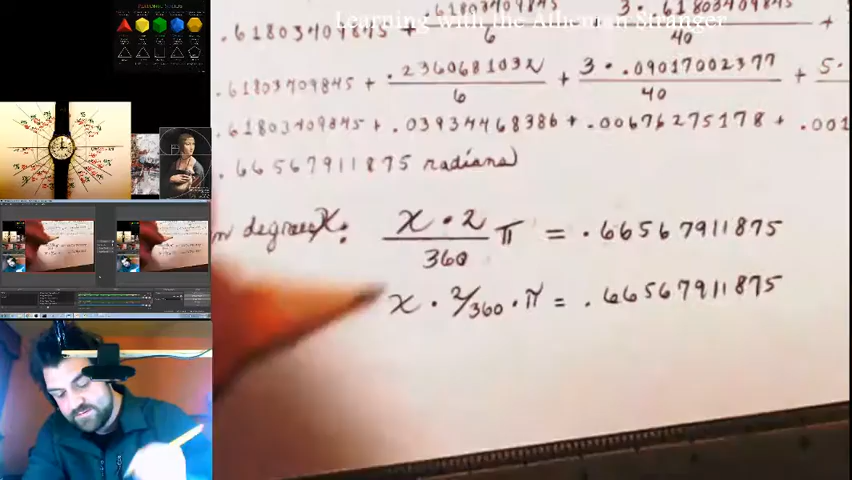 Learning with the Athenian Stranger
.61803409845 + .61803409845 / 6 + 3 · .61803409845 / 40 +
.61803409845 + .2360681032 / 6 + 3 · .09017002377 / 40 + 5 ·
.61803409845 + .03934468386 + .00676275178 + .001
.66567911875 radians
degrees x: x · 2 / 360 π = .66567911875
x · 2/360 · π = .66567911875